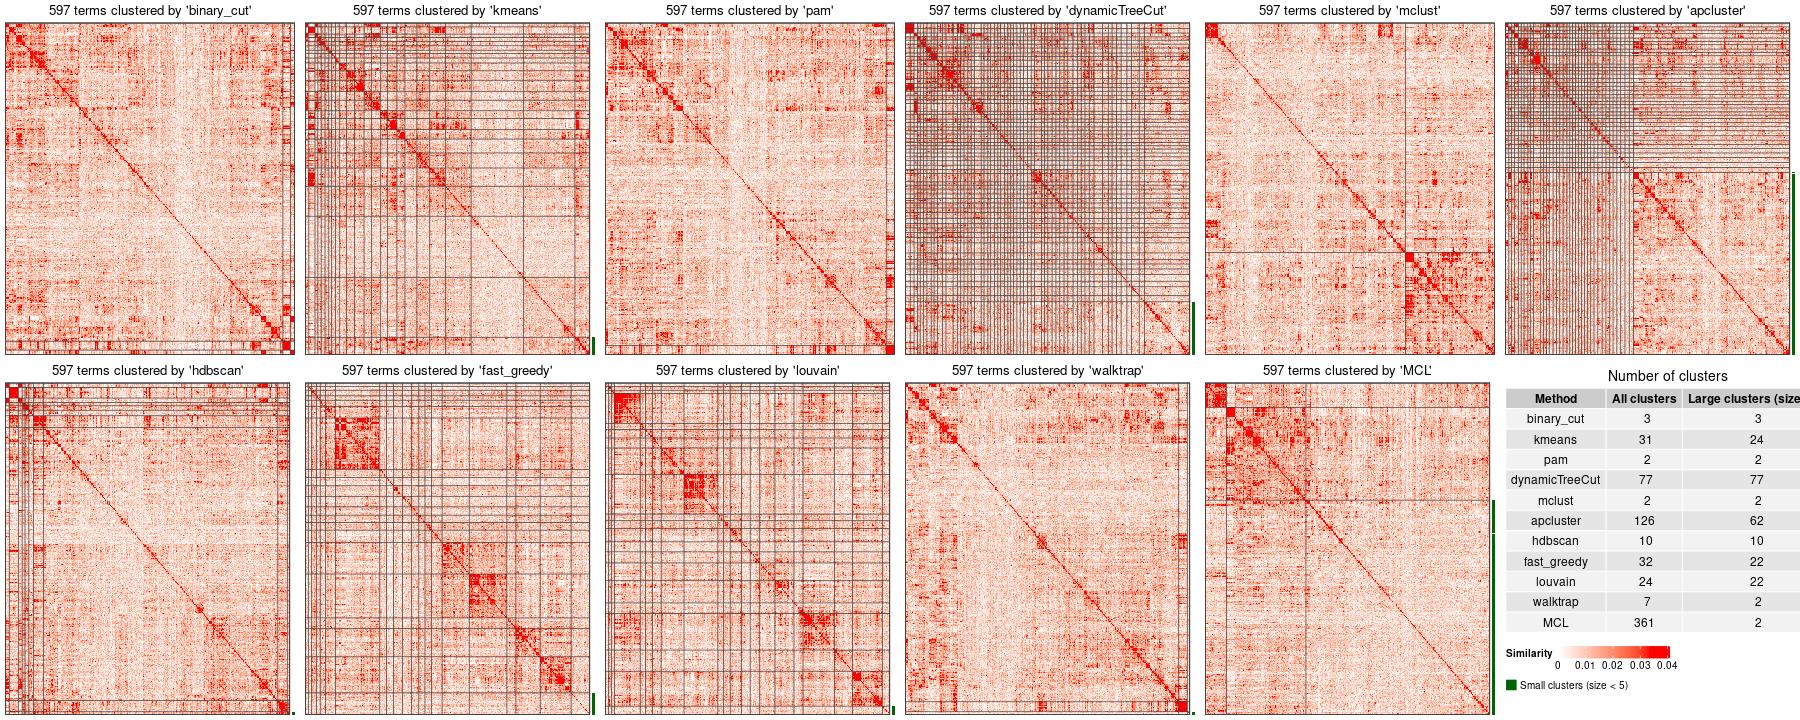 597 terms clustered by 'binary_cut'
597 terms clustered by 'kmeans'
597 terms clustered by 'pam'
597 terms clustered by 'dynamicTreeCut'
597 terms clustered by 'mclust'
597 terms clustered by 'apcluster'
597 terms clustered by 'hdbscan'
597 terms clustered by 'fast_greedy'
597 terms clustered by 'louvain'
597 terms clustered by 'walktrap'
597 terms clustered by 'MCL'
Number of clusters
Method All clusters Large clusters (size
binary_cut 3 3
kmeans 31 24
pam 2 2
dynamicTreeCut 77 77
mclust 2 2
apcluster 126 62
hdbscan 10 10
fast_greedy 32 22
louvain 24 22
walktrap 7 2
MCL 361 2
Similarity
0 0.01 0.02 0.03 0.04
Small clusters (size < 5)